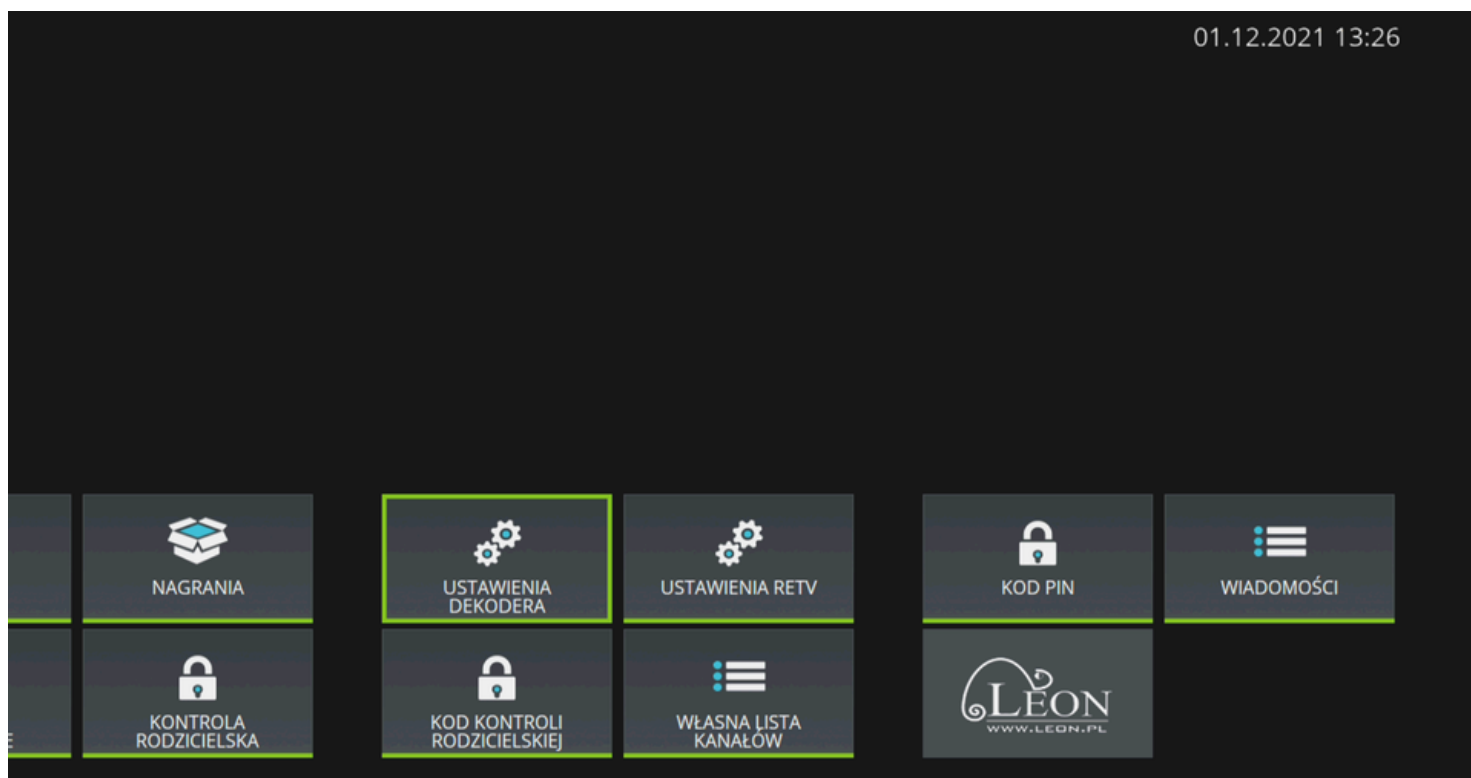 01.12.2021 13:26
NAGRANIA
USTAWIENIA
DEKODERA
USTAWIENIA RETV
KOD PIN
WIADOMOŚCI
E
KONTROLA
RODZICIELSKA
KOD KONTROLI
RODZICIELSKIEJ
WŁASNA LISTA
KANAŁÓW
LEON
WWW.LEON.PL